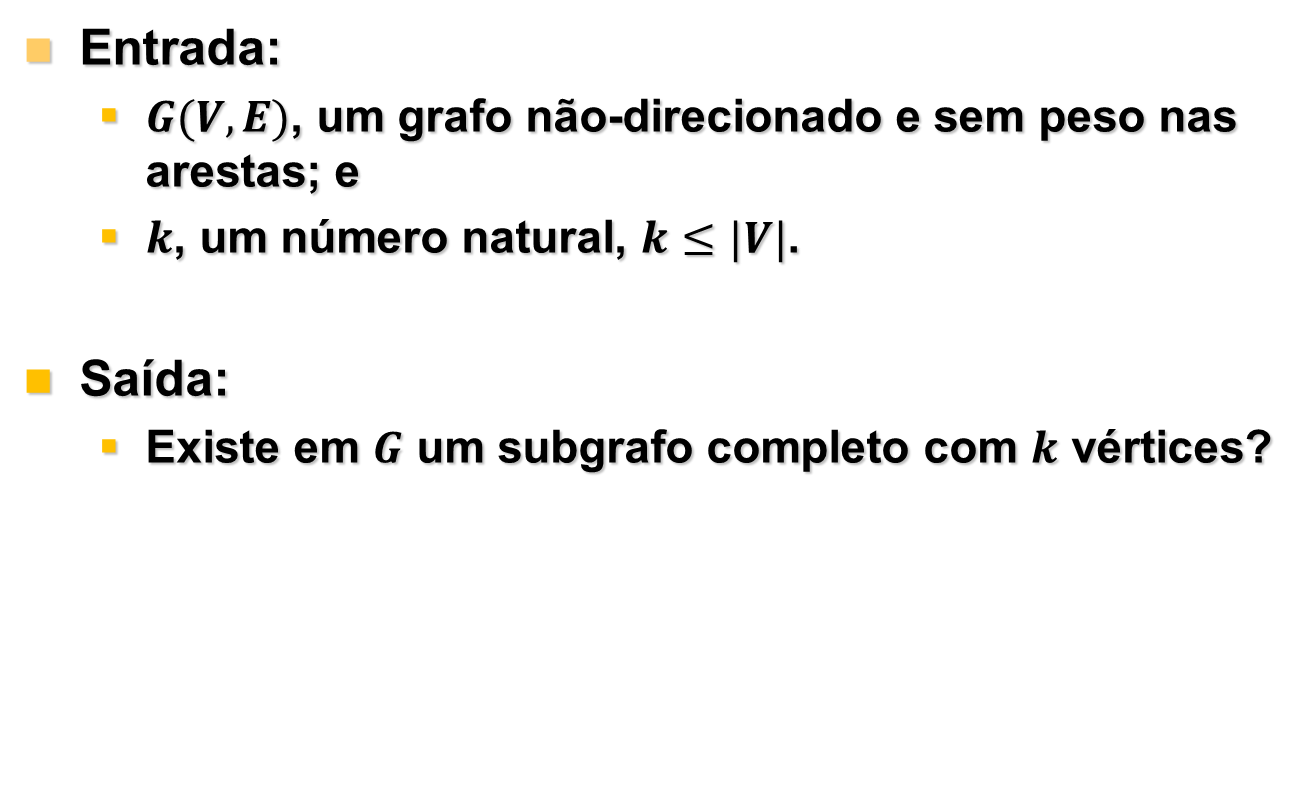 Entrada:
G(V, E), um grafo não-direcionado e sem peso nas
arestas; e
k, um número natural, k ≤ |V|.
Saída:
Existe em G um subgrafo completo com k vértices?